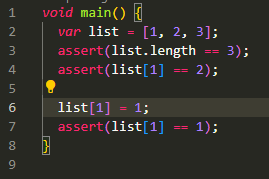 1 void main() {
2   var list = [1, 2, 3];
3   assert(list.length == 3);
4   assert(list[1] == 2);
5
6   list[1] = 1;
7   assert(list[1] == 1);
8 }
9